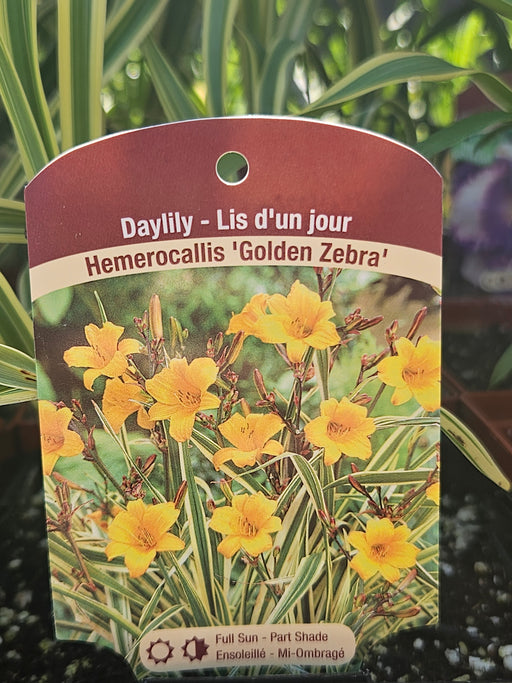 Daylily - Lis d'un jour
Hemerocallis 'Golden Zebra'
Full Sun - Part Shade
Ensoleillé - Mi-Ombragé